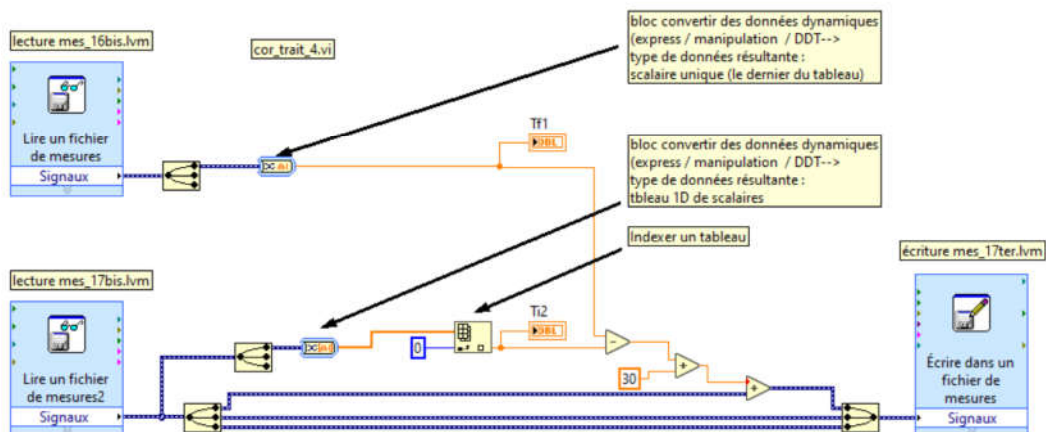 lecture mes_16bis.lvm
cor_trait_4.vi
bloc convertir des données dynamiques
(express / manipulation / DDT-->
type de données résultante :
scalaire unique (le dernier du tableau)
Lire un fichier
de mesures
Signaux
Tf1
DBL
bloc convertir des données dynamiques
(express / manipulation / DDT-->
type de données résultante :
tbleau 1D de scalaires
Indexer un tableau
lecture mes_17bis.lvm
écriture mes_17ter.lvm
Ti2
DBL
0
30
Lire un fichier
de mesures2
Signaux
Écrire dans un
fichier de
mesures
Signaux